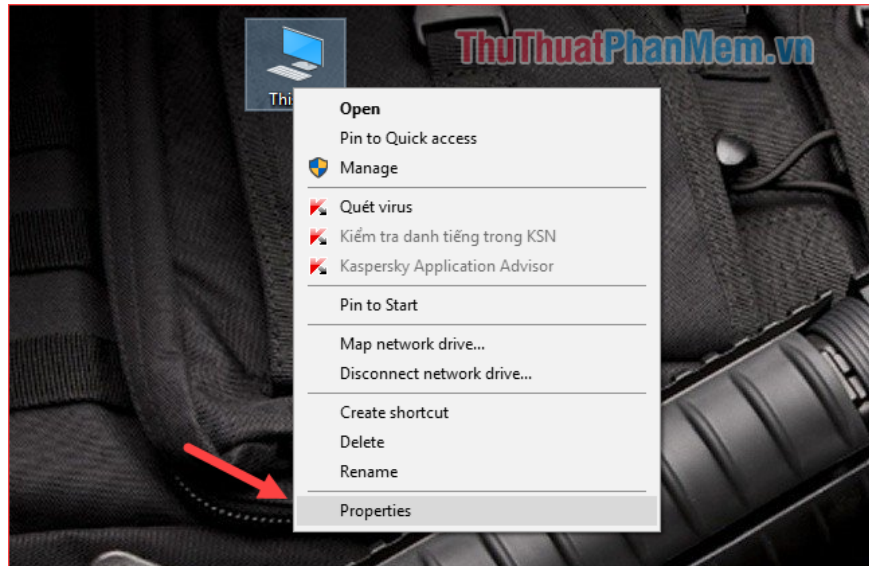 ThuThuatPhanMem.vn
Open
Pin to Quick access
Manage
Quét virus
Kiểm tra danh tiếng trong KSN
Kaspersky Application Advisor
Pin to Start
Map network drive...
Disconnect network drive...
Create shortcut
Delete
Rename
Properties